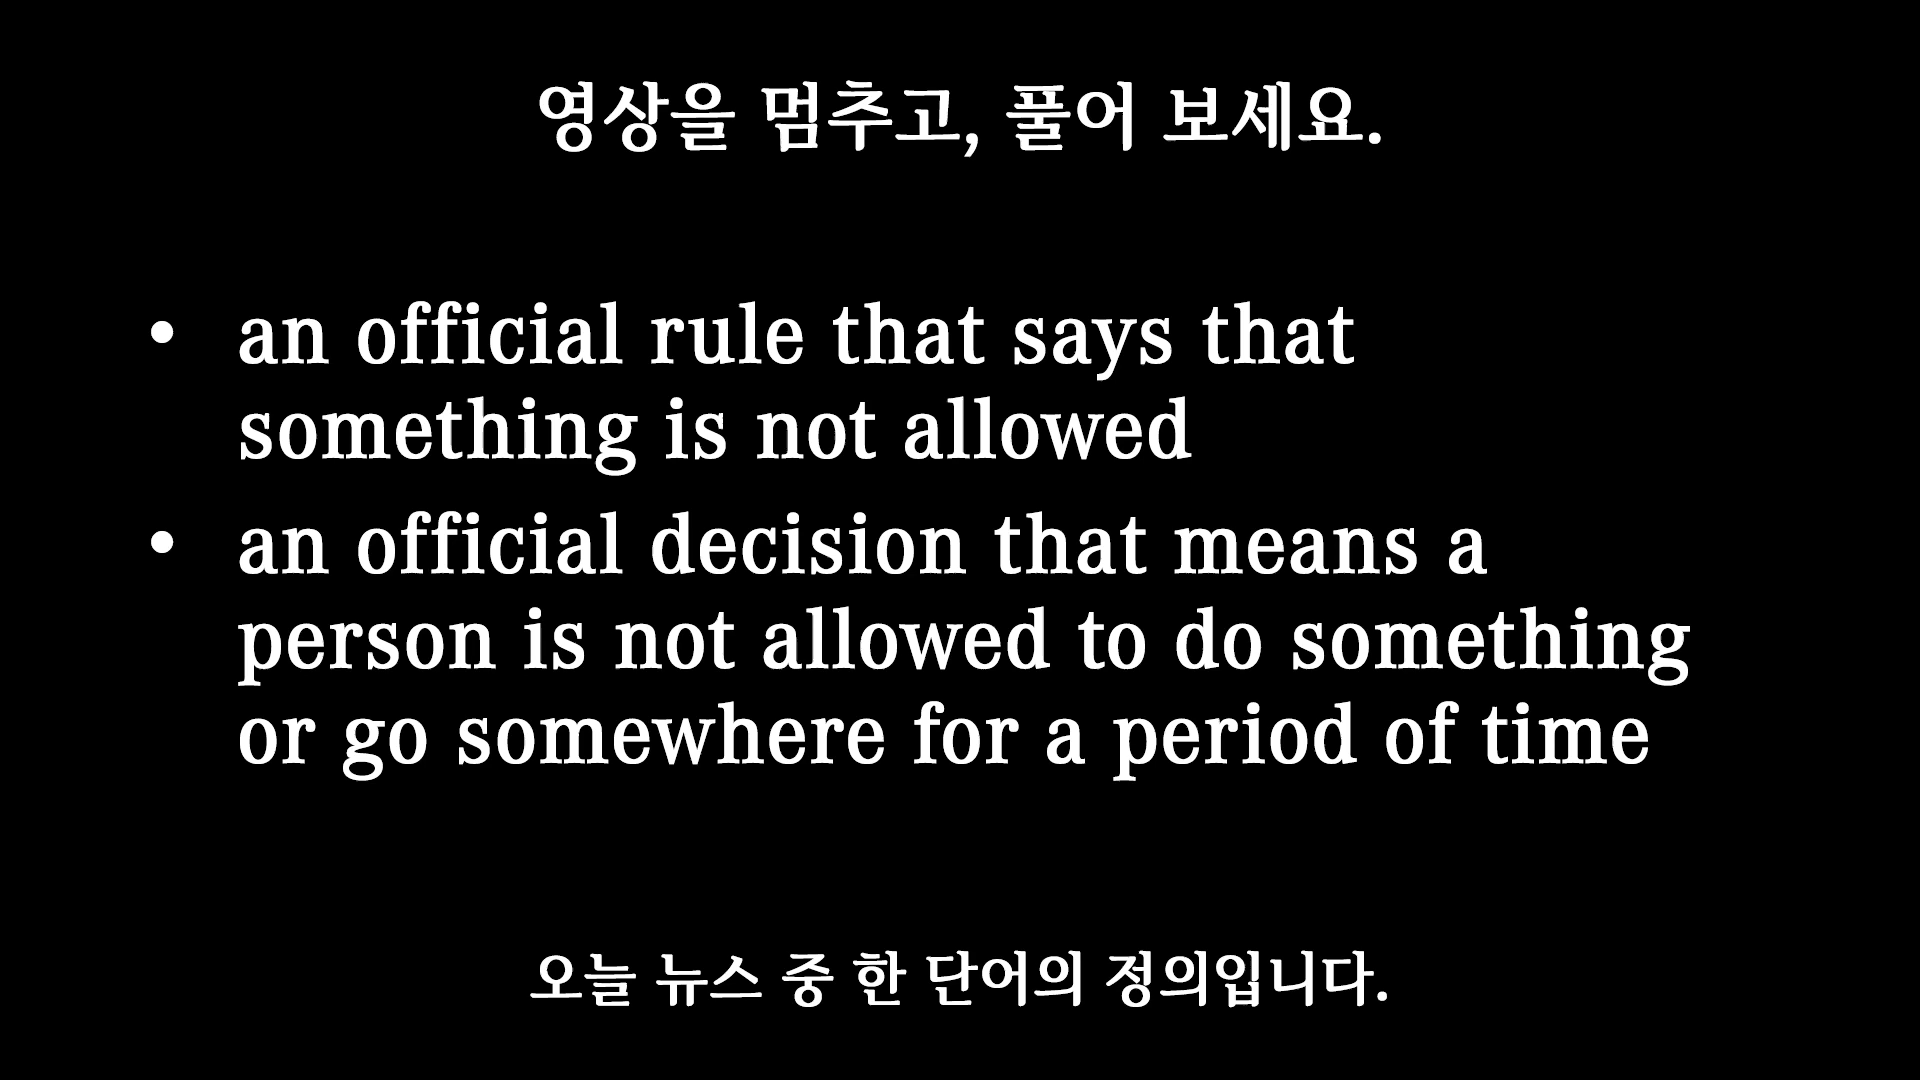 영상을 멈추고, 풀어 보세요.
• an official rule that says that
something is not allowed
• an official decision that means a
person is not allowed to do something
or go somewhere for a period of time
오늘 뉴스 중 한 단어의 정의입니다.